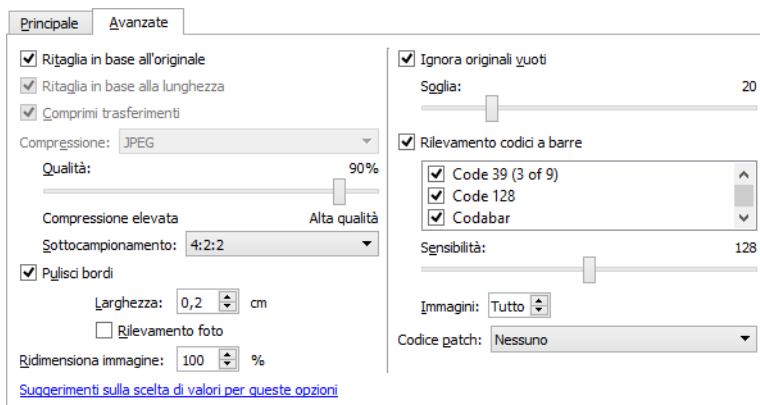 Principale Avanzate
Ritaglia in base all'originale
Ritaglia in base alla lunghezza
Comprimi trasferimenti
Compressione: JPEG
Qualità: 90%
Compressione elevata Alta qualità
Sottocampionamento: 4:2:2
Pulisci bordi
Larghezza: 0,2 cm
Rilevamento foto
Ridimensiona immagine: 100 %
Suggerimenti sulla scelta di valori per queste opzioni
Ignora originali vuoti
Soglia: 20
Rilevamento codici a barre
Code 39 (3 of 9)
Code 128
Codabar
Sensibilità: 128
Immagini: Tutto
Codice patch: Nessuno